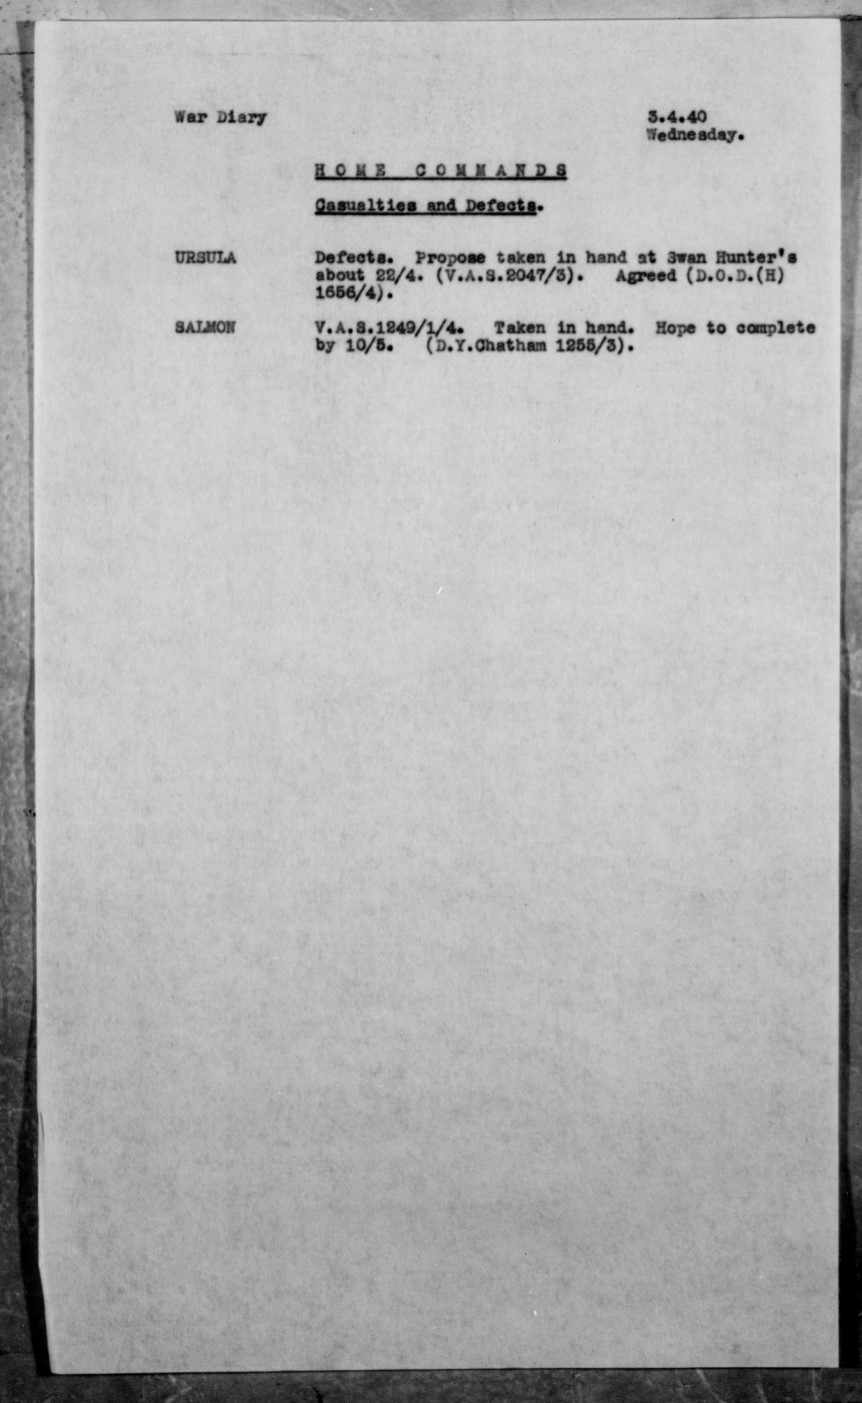 War Diary 3.4.40
Wednesday.
HOME COMMANDS
Casualties and Defects.
URSULA Defects. Propose taken in hand at Swan Hunter's
about 22/4. (V.A.S.2047/3). Agreed (D.O.D.(H)
1656/4).
SALMON V.A.S.1249/1/4. Taken in hand. Hope to complete
by 10/5. (D.Y.Chatham 1255/3).